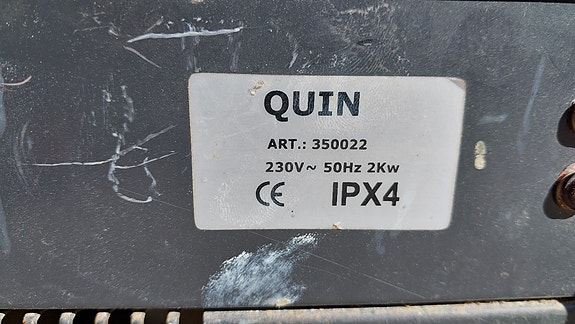 QUIN
ART.: 350022
230V~ 50Hz 2Kw
CE IPX4